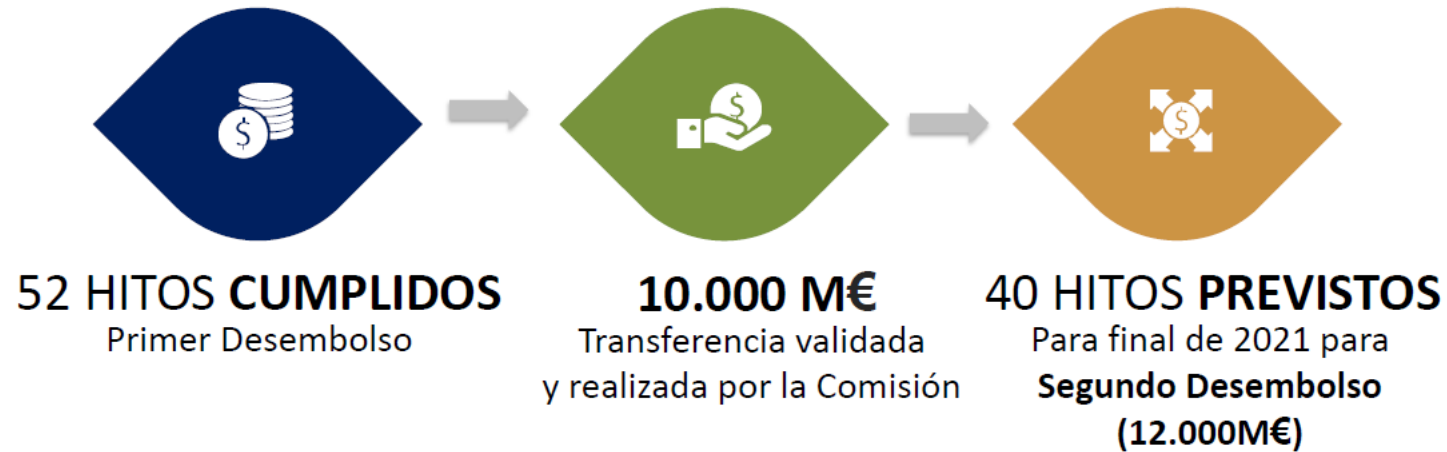 52 HITOS CUMPLIDOS
Primer Desembolso
10.000 M€
Transferencia validada
y realizada por la Comisión
40 HITOS PREVISTOS
Para final de 2021 para
Segundo Desembolso
(12.000M€)